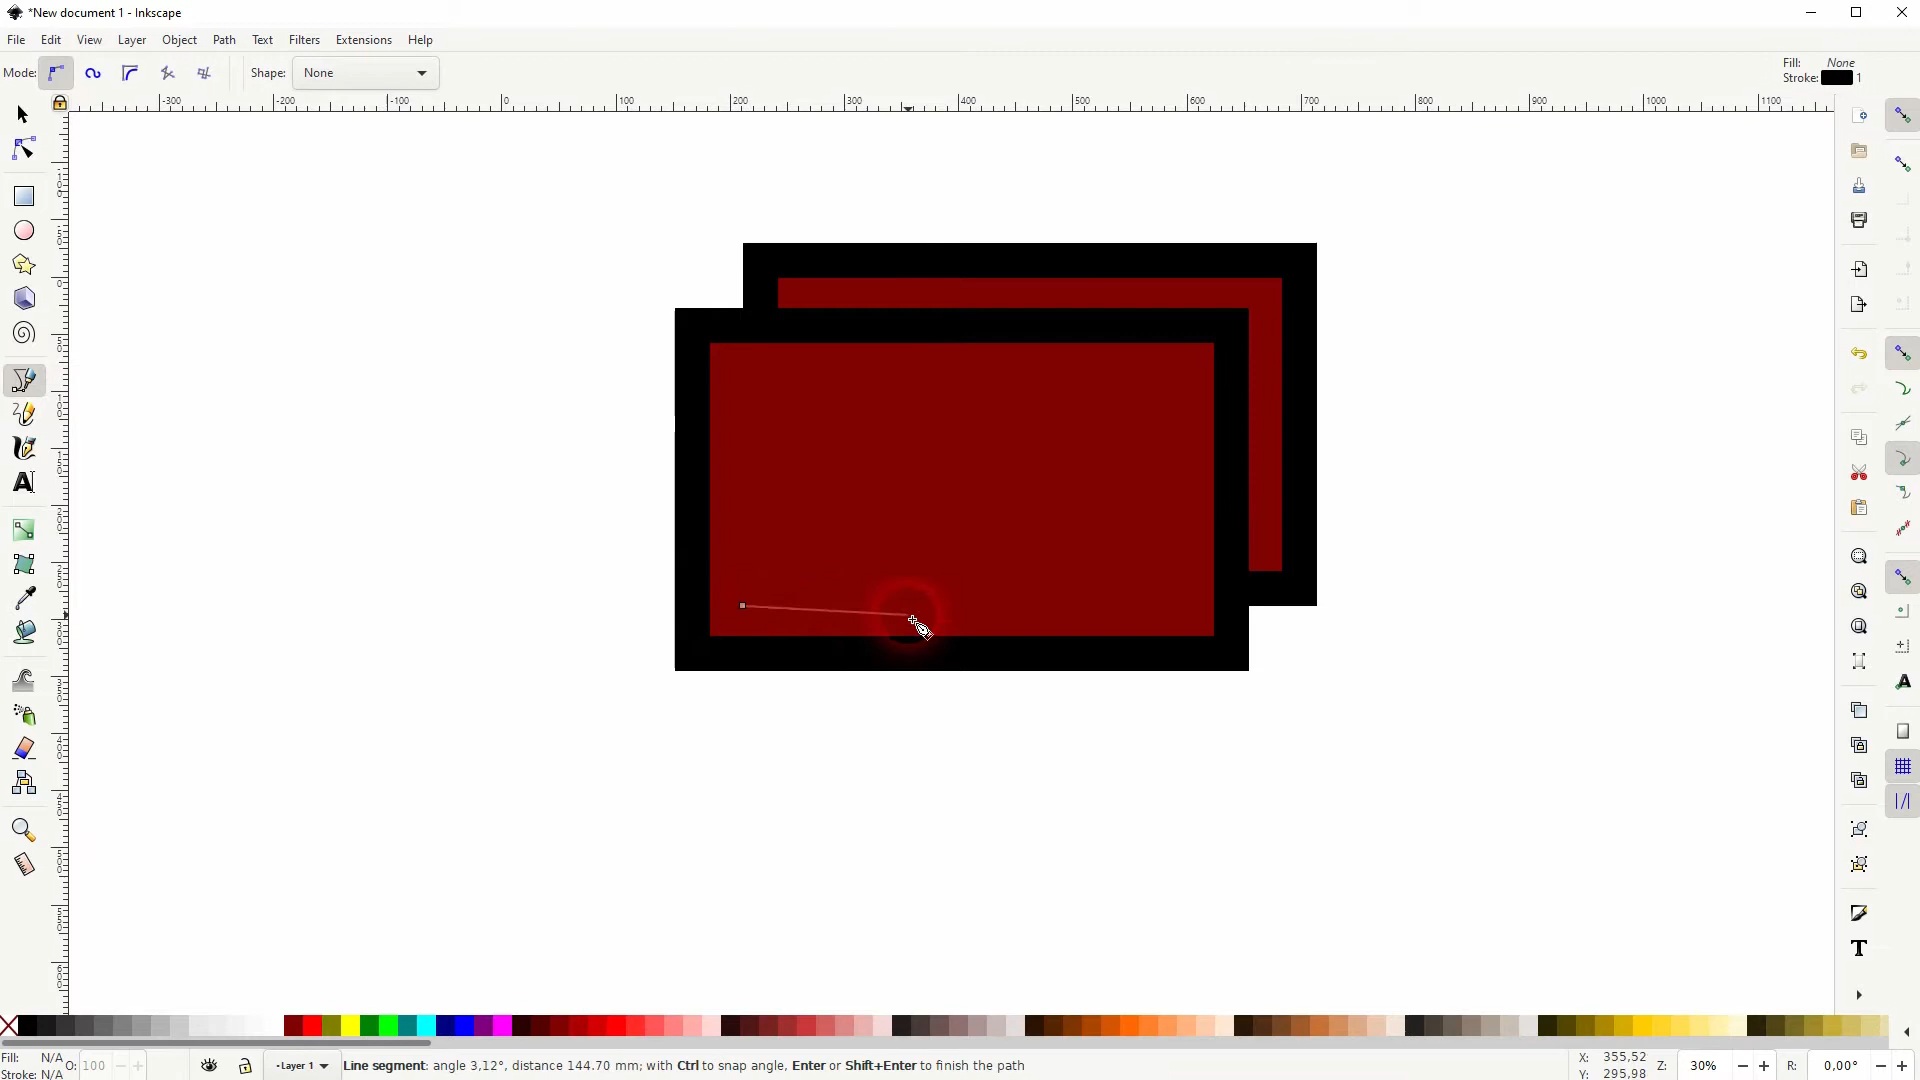 *New document 1 - Inkscape
File Edit View Layer Object Path Text Filters Extensions Help
Mode: Shape: None
Fill: None
Stroke: 1
-300 -200 -100 0 100 200 300 400 500 600 700 800 900 1000 1100
Fill: N/A
Stroke: N/A
O: 100
Layer 1
Line segment: angle 3,12°, distance 144.70 mm; with Ctrl to snap angle, Enter or Shift+Enter to finish the path
X: 355,52
Y: 295,98
Z: 30%
R: 0,00°